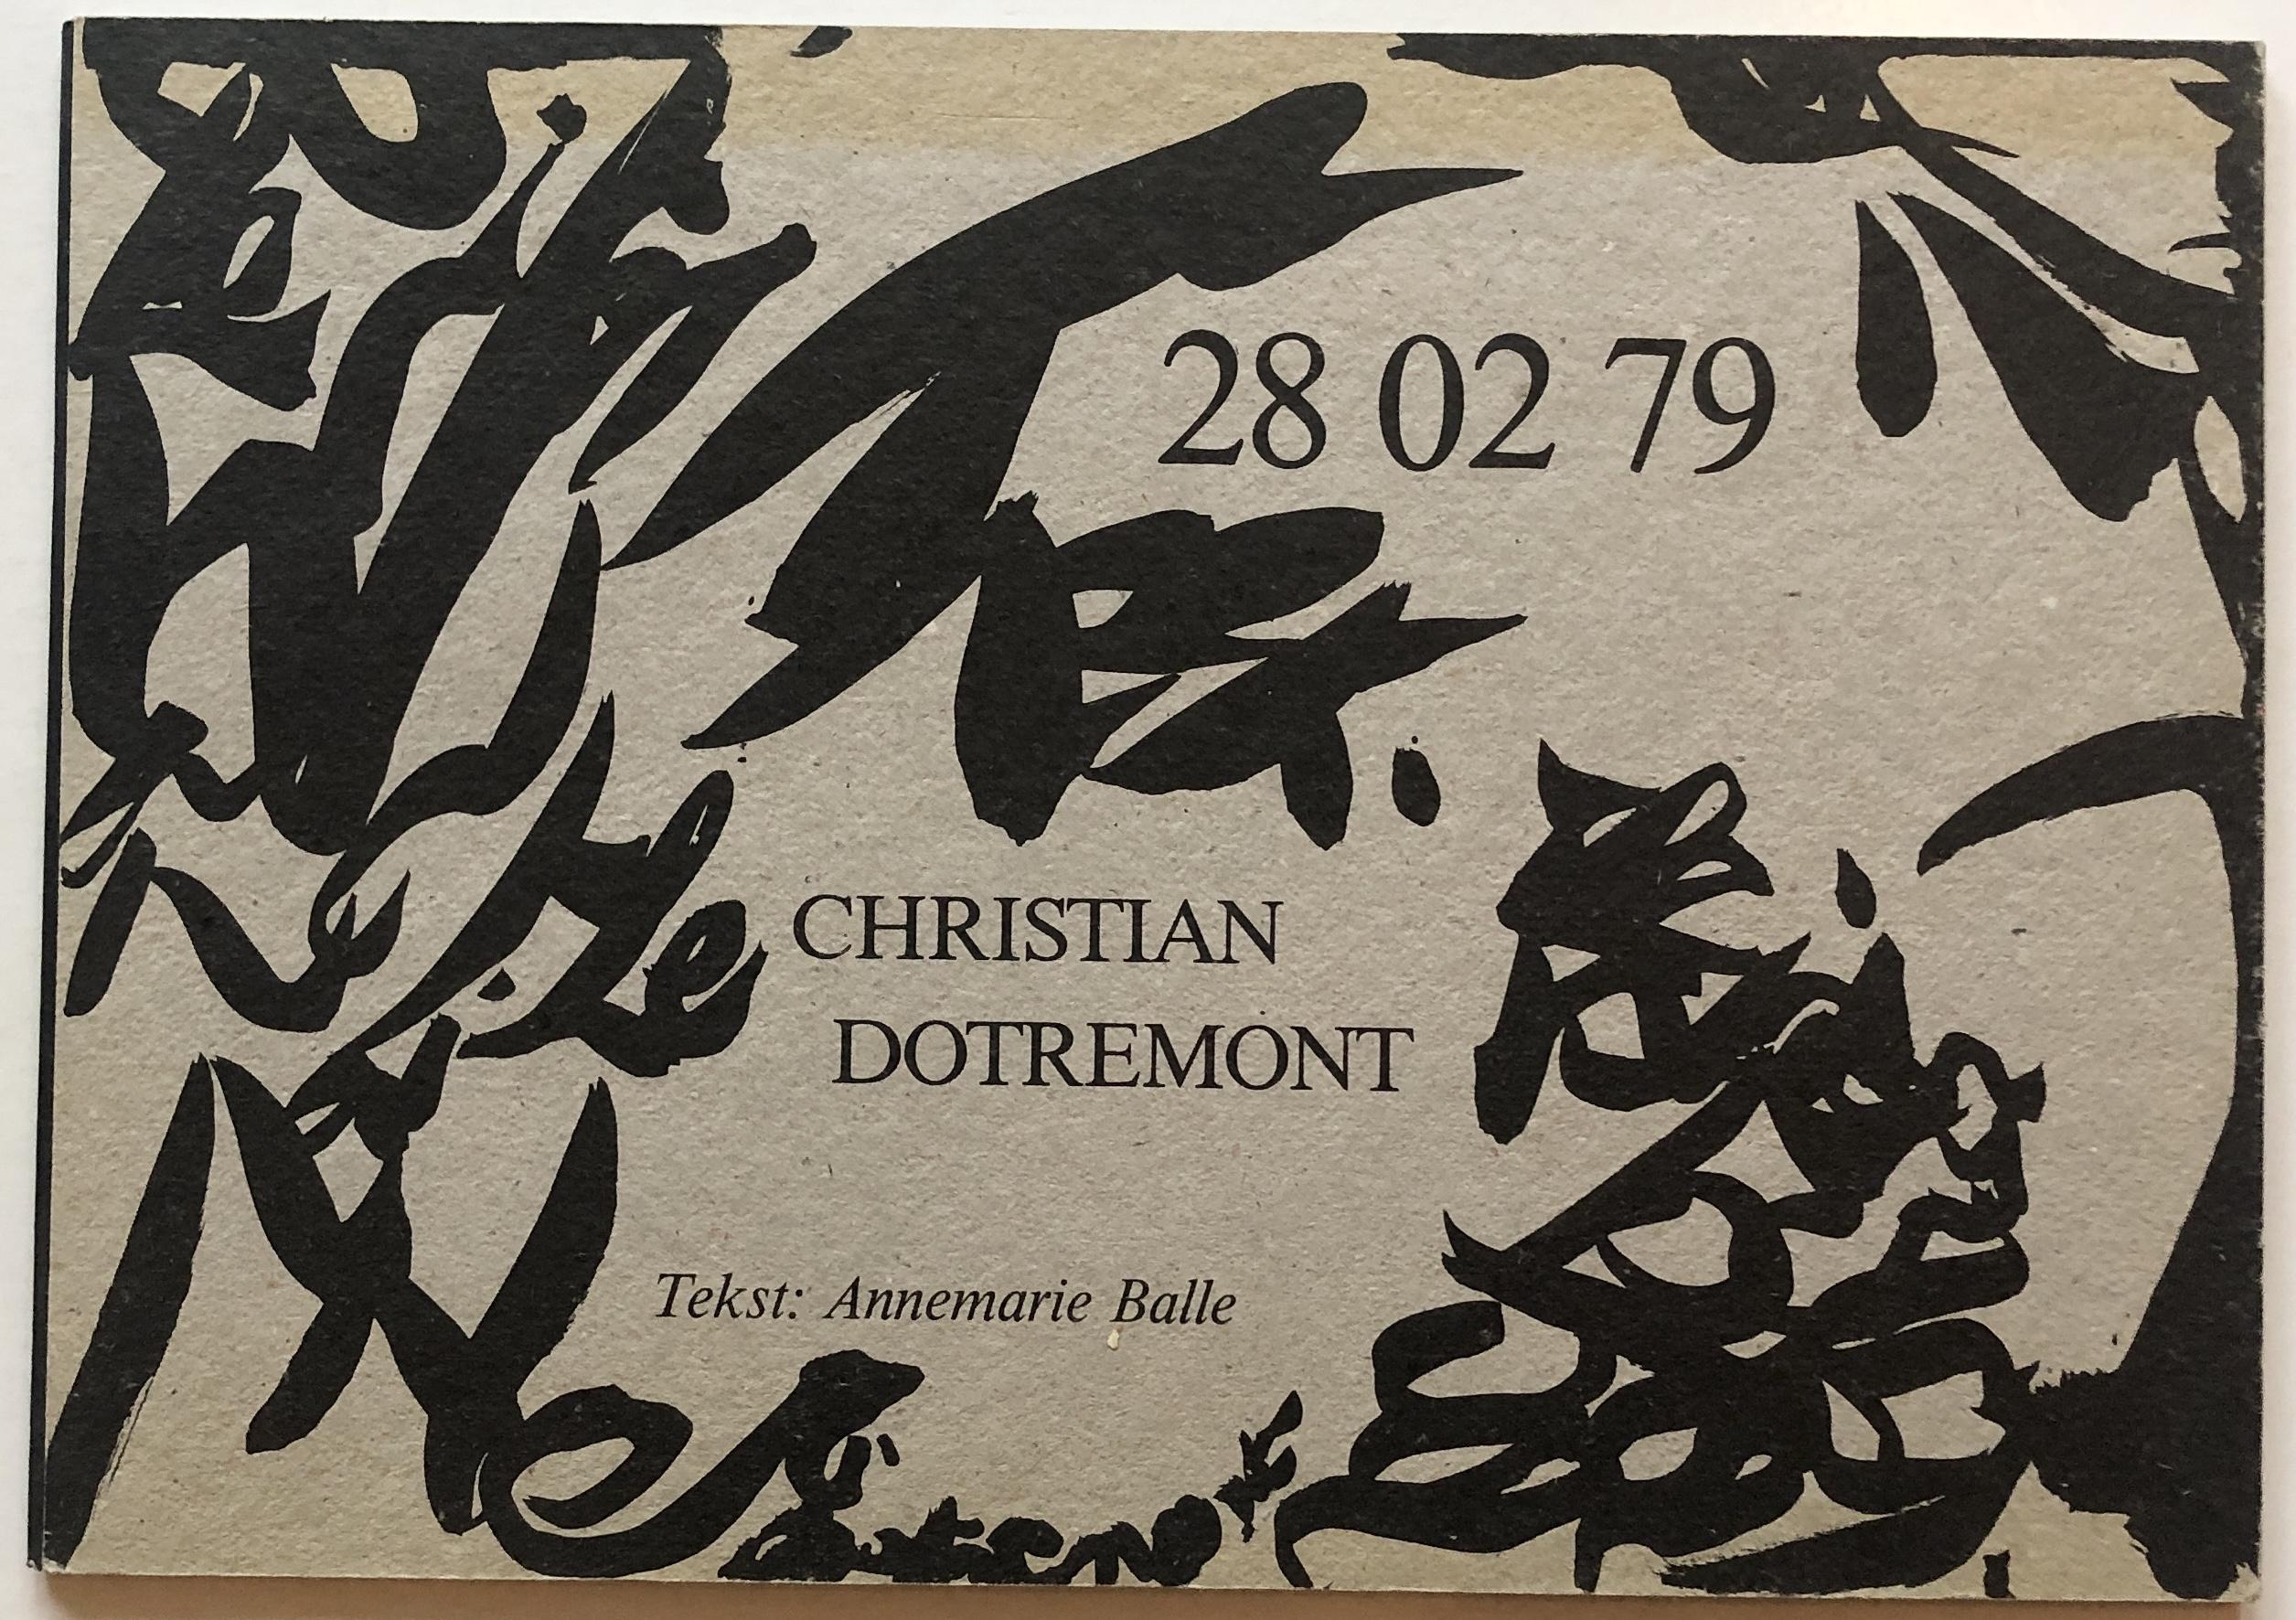 28 02 79
CHRISTIAN
DOTREMONT
Tekst: Annemarie Balle